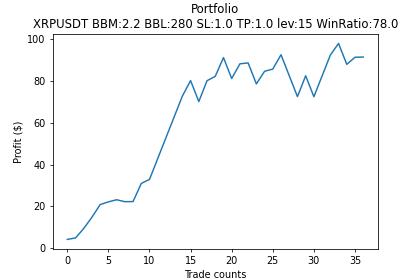 Portfolio
XRPUSDT BBM:2.2 BBL:280 SL:1.0 TP:1.0 lev:15 WinRatio:78.0
100
80
60
40
20
0
Profit ($)
0 5 10 15 20 25 30 35
Trade counts